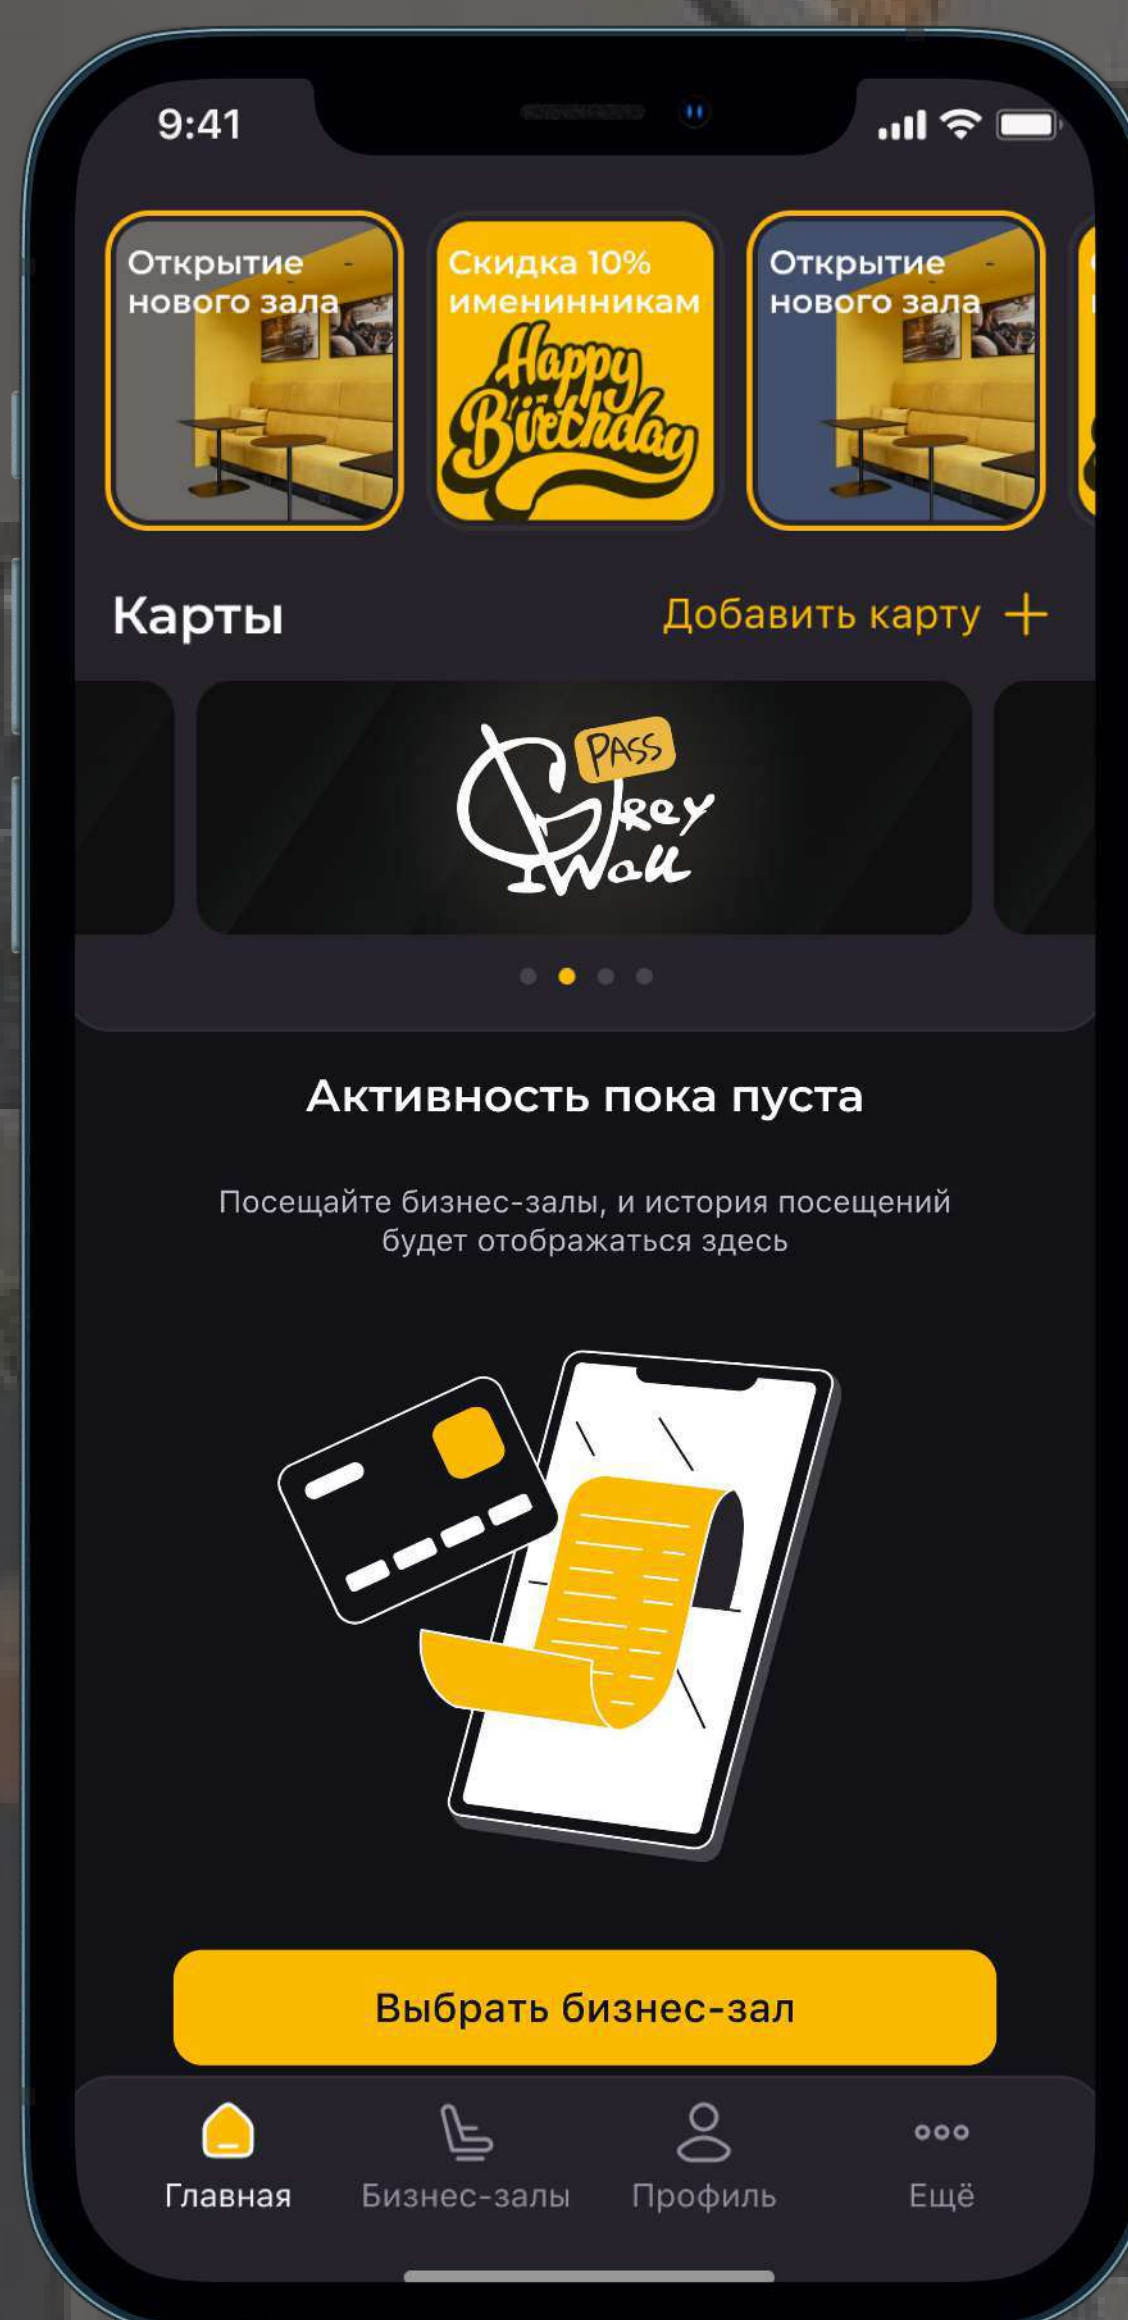 9:41
Открытие
нового зала
Скидка 10%
именинникам
Happy
Birthday
Открытие
нового зала
Карты
Добавить карту
PASS
Grey
Wall
Активность пока пуста
Посещайте бизнес-залы, и история посещений
будет отображаться здесь
Выбрать бизнес-зал
Главная
Бизнес-залы
Профиль
Ещё